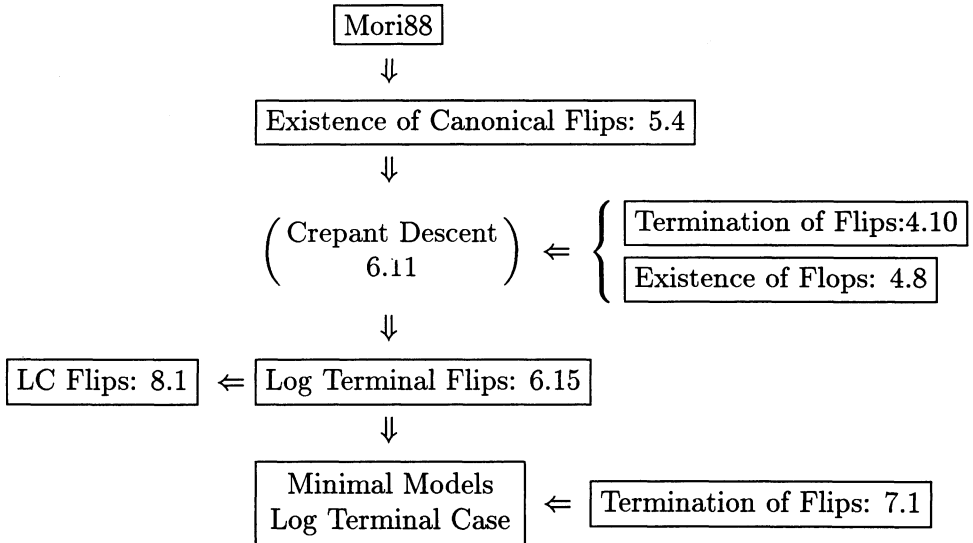 Mori88
⇓
Existence of Canonical Flips: 5.4
⇓
Crepant Descent
6.11
⇐
Termination of Flips:4.10
Existence of Flops: 4.8
⇓
LC Flips: 8.1 ⇐ Log Terminal Flips: 6.15
⇓
Minimal Models
Log Terminal Case
⇐ Termination of Flips: 7.1